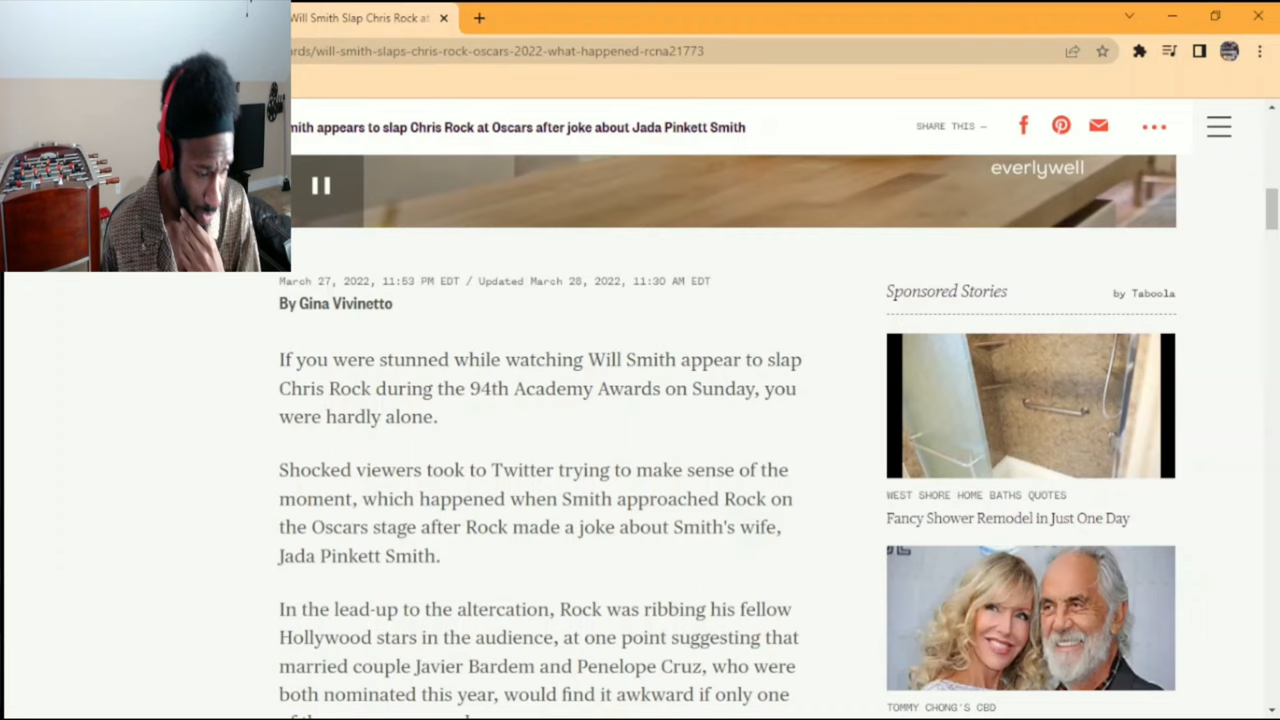 Will Smith Slap Chris Rock at
rds/will-smith-slaps-chris-rock-oscars-2022-what-happened-rcna21773
mith appears to slap Chris Rock at Oscars after joke about Jada Pinkett Smith
SHARE THIS —
everlywell
March 27, 2022, 11:53 PM EDT / Updated March 28, 2022, 11:30 AM EDT
By Gina Vivinetto
If you were stunned while watching Will Smith appear to slap
Chris Rock during the 94th Academy Awards on Sunday, you
were hardly alone.
Shocked viewers took to Twitter trying to make sense of the
moment, which happened when Smith approached Rock on
the Oscars stage after Rock made a joke about Smith's wife,
Jada Pinkett Smith.
In the lead-up to the altercation, Rock was ribbing his fellow
Hollywood stars in the audience, at one point suggesting that
married couple Javier Bardem and Penelope Cruz, who were
both nominated this year, would find it awkward if only one
Sponsored Stories
by Taboola
WEST SHORE HOME BATHS QUOTES
Fancy Shower Remodel in Just One Day
TOMMY CHONG'S CBD